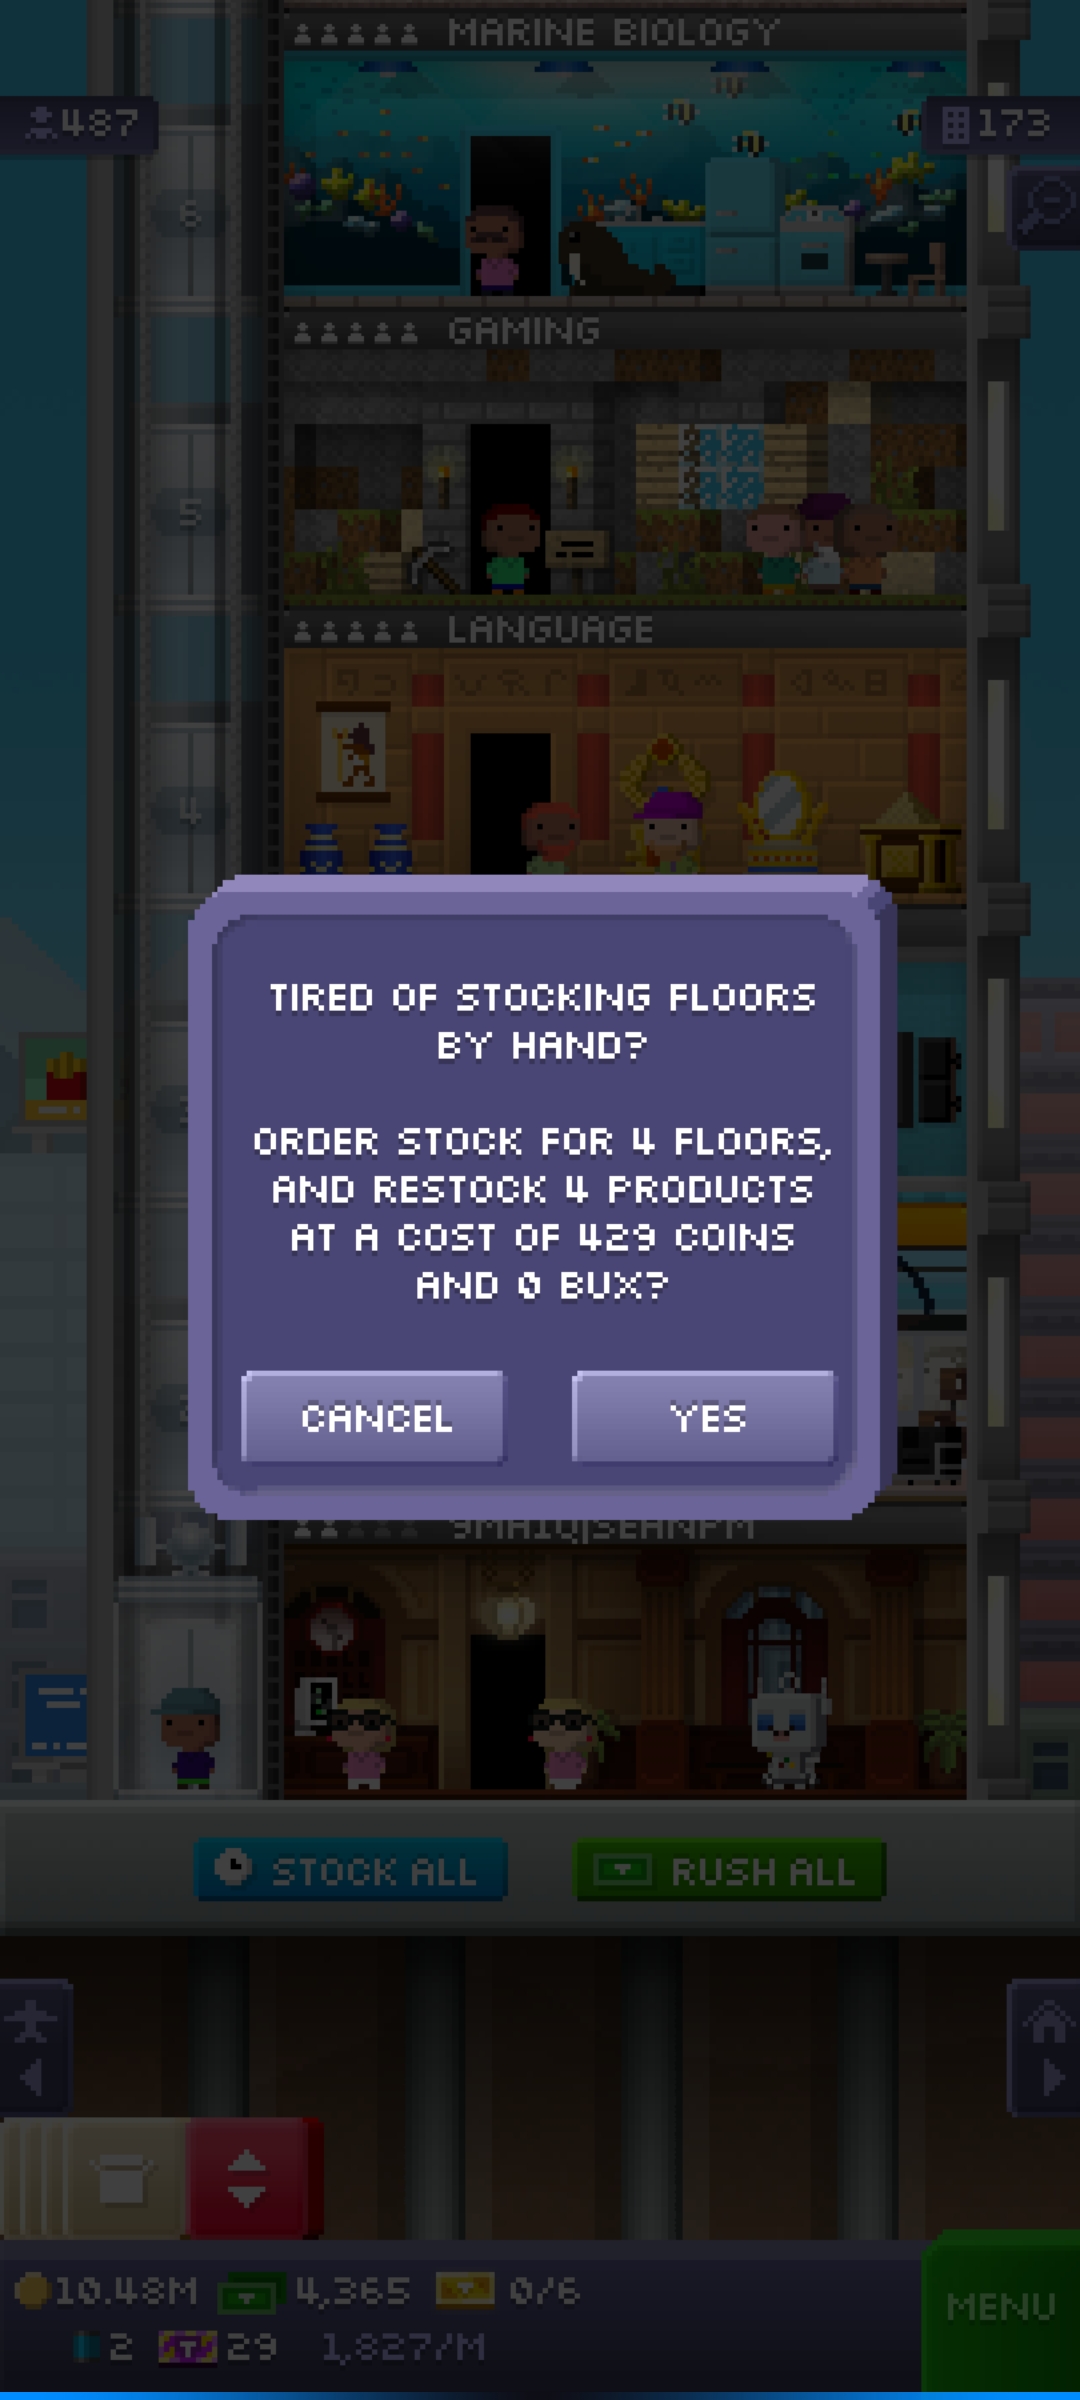 MARINE BIOLOGY
487
173
6
GAMING
5
LANGUAGE
4
TIRED OF STOCKING FLOORS
BY HAND?
ORDER STOCK FOR 4 FLOORS,
AND RESTOCK 4 PRODUCTS
AT A COST OF 429 COINS
AND 0 BUX?
CANCEL
YES
STOCK ALL
RUSH ALL
10.48M
4,365
0/6
MENU
2
29
1,827/M